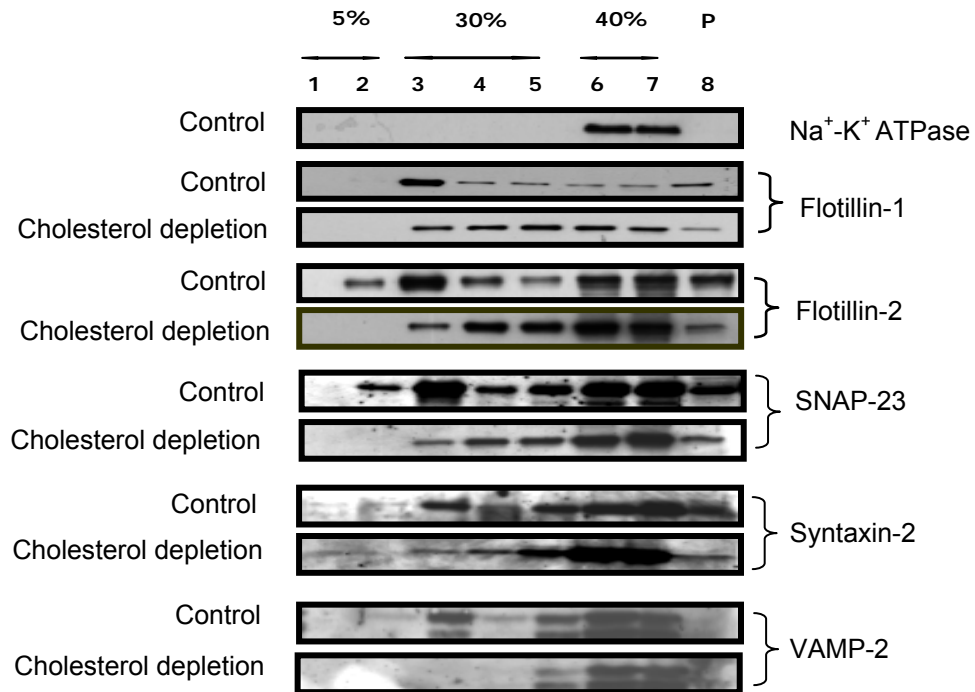 5% 30% 40% P
1 2 3 4 5 6 7 8
Control Na⁺-K⁺ ATPase
Control
Flotillin-1
Cholesterol depletion
Control
Flotillin-2
Cholesterol depletion
Control
SNAP-23
Cholesterol depletion
Control
Syntaxin-2
Cholesterol depletion
Control
VAMP-2
Cholesterol depletion